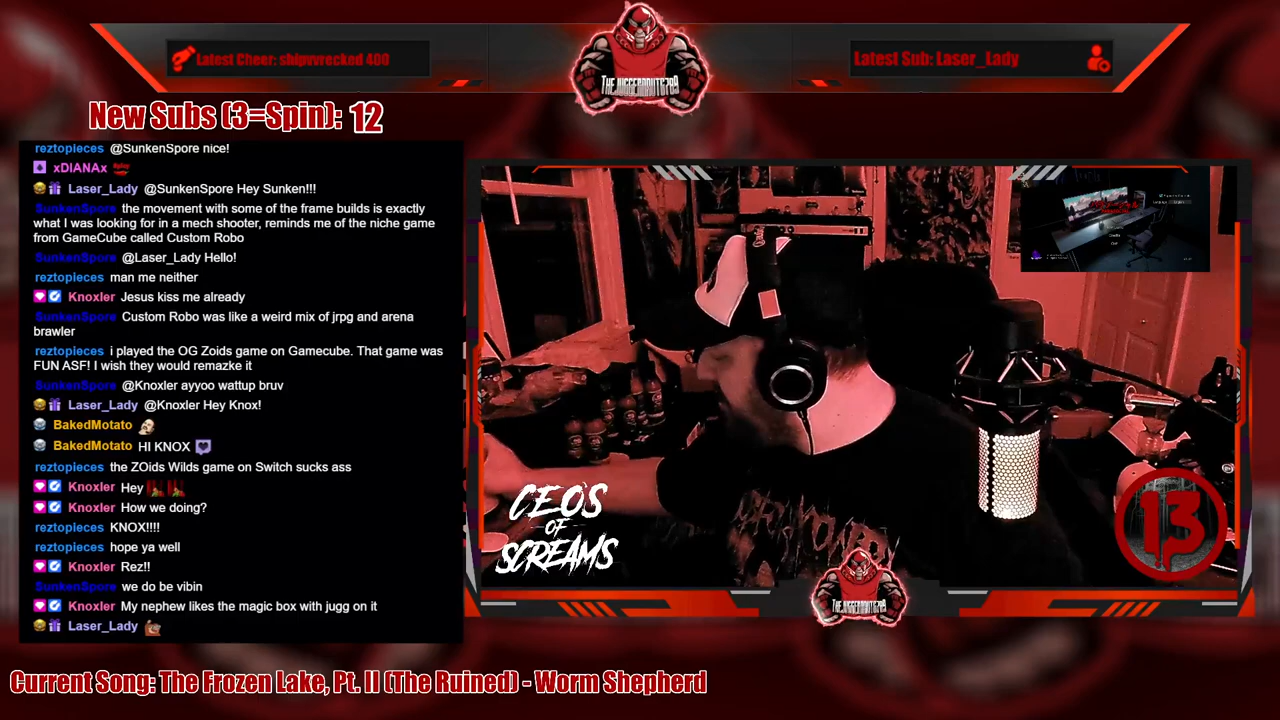 Latest Cheer: shipvvrecked 400
THEJUGGERNAUT6789
Latest Sub: Laser_Lady
New Subs (3=Spin): 12
reztopieces @SunkenSpore nice!
xDIANAx
Laser_Lady @SunkenSpore Hey Sunken!!!
SunkenSpore the movement with some of the frame builds is exactly
what I was looking for in a mech shooter, reminds me of the niche game
from GameCube called Custom Robo
SunkenSpore @Laser_Lady Hello!
reztopieces man me neither
Knoxler Jesus kiss me already
SunkenSpore Custom Robo was like a weird mix of jrpg and arena
brawler
reztopieces i played the OG Zoids game on Gamecube. That game was
FUN ASF! I wish they would remazke it
SunkenSpore @Knoxler ayyoo wattup bruv
Laser_Lady @Knoxler Hey Knox!
BakedMotato
BakedMotato HI KNOX
reztopieces the ZOids Wilds game on Switch sucks ass
Knoxler Hey
Knoxler How we doing?
reztopieces KNOX!!!!
reztopieces hope ya well
Knoxler Rez!!
SunkenSpore we do be vibin
Knoxler My nephew likes the magic box with jugg on it
Laser_Lady
CEO'S
OF
SCREAMS
13
Current Song: The Frozen Lake, Pt. II (The Ruined) - Worm Shepherd